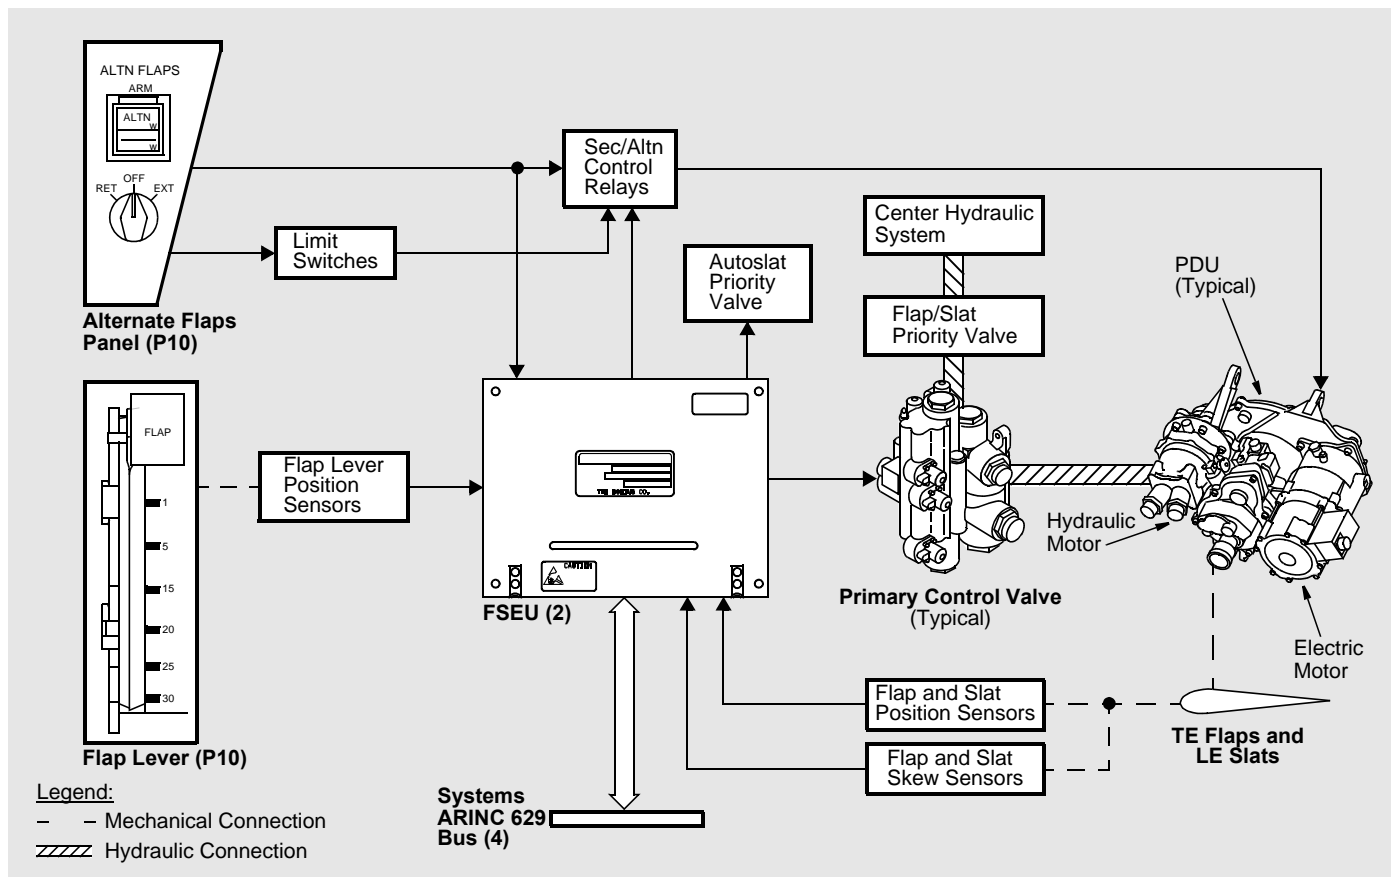 ALTN FLAPS
ARM
ALTN
W
W
OFF
RET
EXT
Alternate Flaps
Panel (P10)
Limit
Switches
Sec/Altn
Control
Relays
Autoslat
Priority
Valve
Center Hydraulic
System
Flap/Slat
Priority Valve
PDU
(Typical)
FLAP
1
5
15
20
25
30
Flap Lever (P10)
Flap Lever
Position
Sensors
THE BOEING CO.
CAUTION
FSEU (2)
Primary Control Valve
(Typical)
Hydraulic
Motor
Electric
Motor
Flap and Slat
Position Sensors
Flap and Slat
Skew Sensors
TE Flaps and
LE Slats
Systems
ARINC 629
Bus (4)
Legend:
Mechanical Connection
Hydraulic Connection